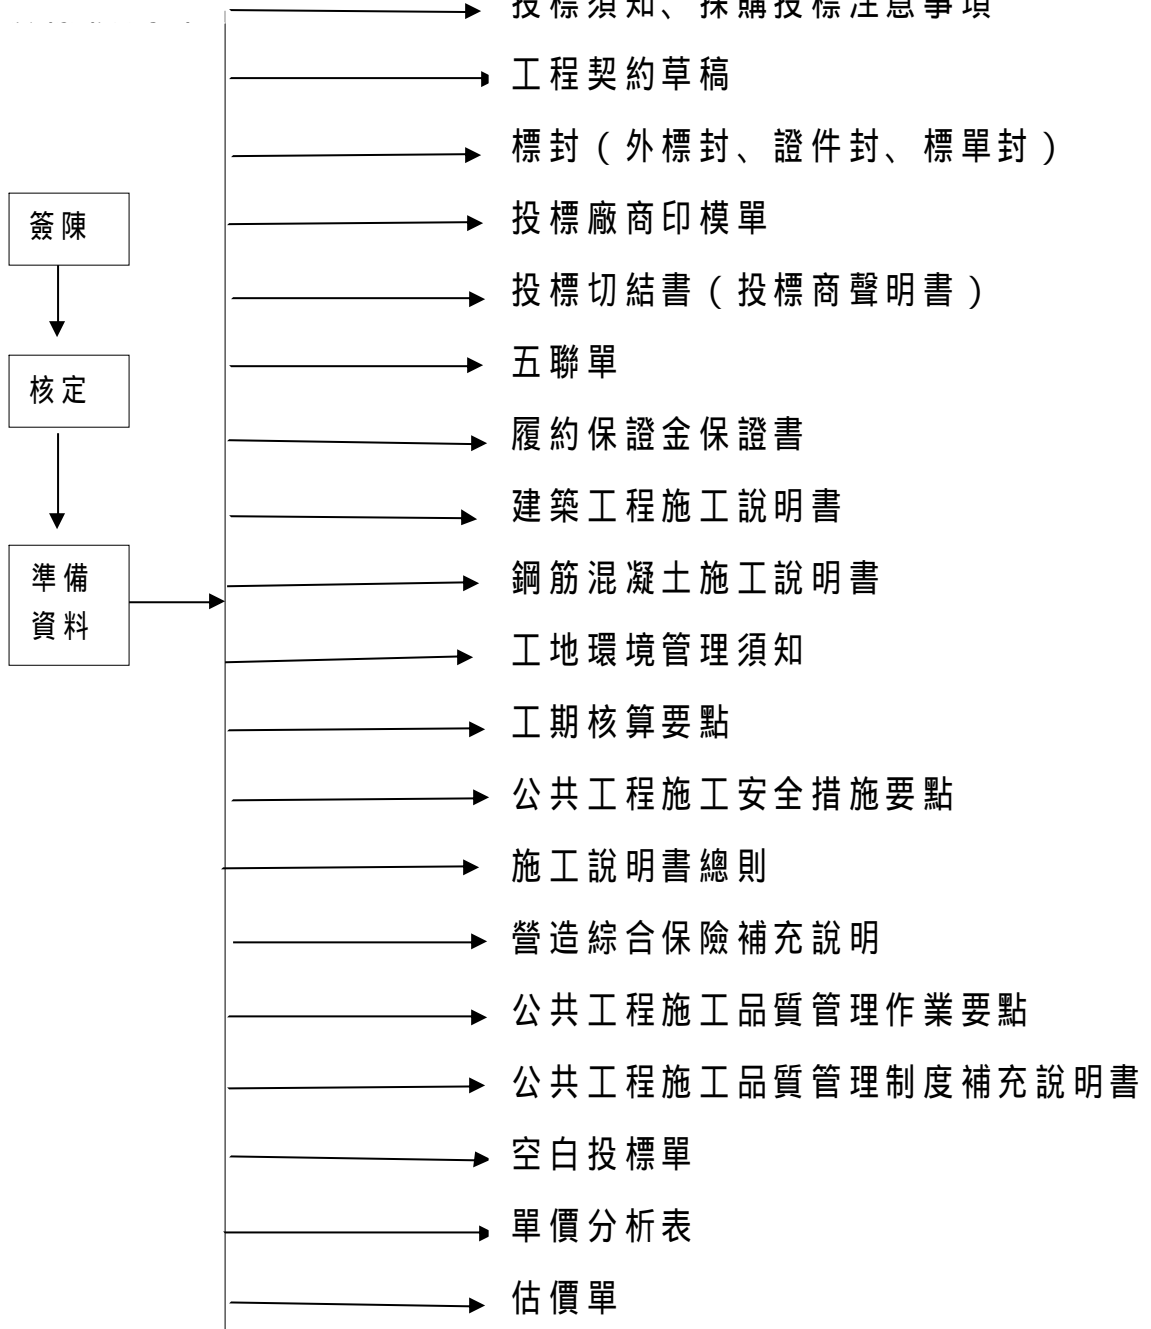 投標須知、採購投標注意事項
工程契約草稿
標封（外標封、證件封、標單封）
投標廠商印模單
投標切結書（投標商聲明書）
五聯單
履約保證金保證書
建築工程施工說明書
鋼筋混凝土施工說明書
工地環境管理須知
工期核算要點
公共工程施工安全措施要點
施工說明書總則
營造綜合保險補充說明
公共工程施工品質管理作業要點
公共工程施工品質管理制度補充說明書
空白投標單
單價分析表
估價單
簽陳
核定
準備
資料